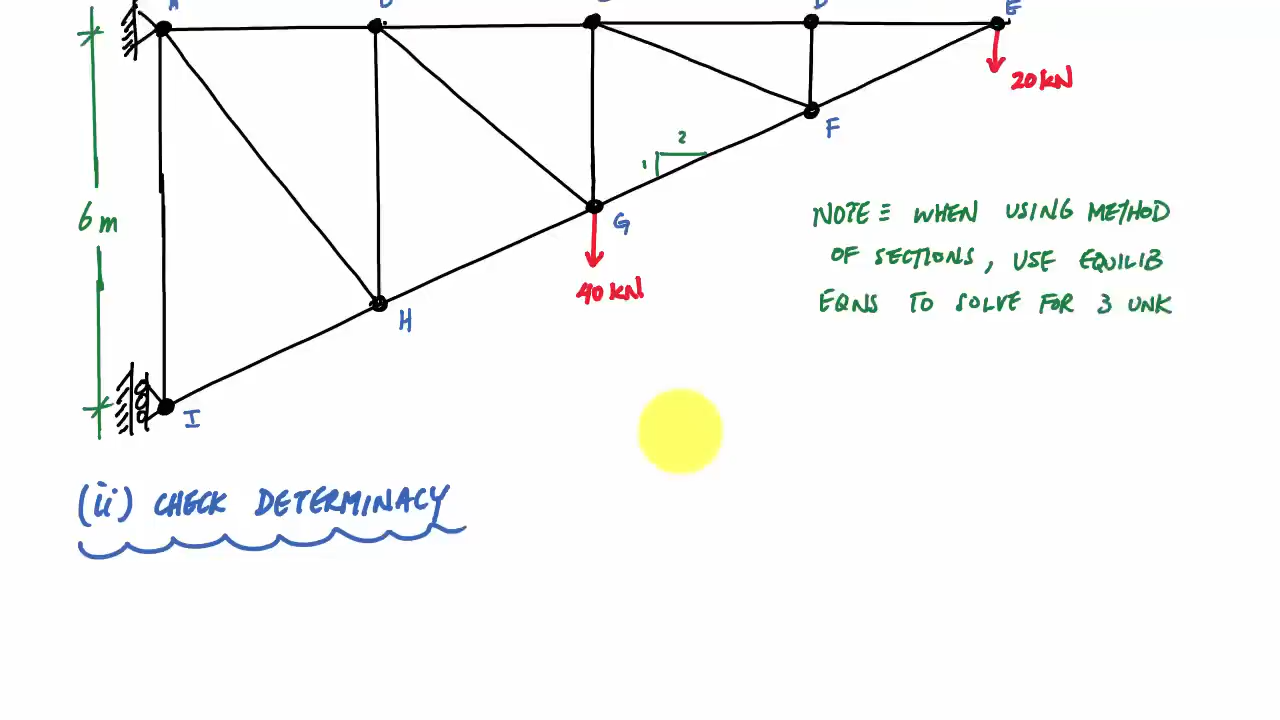 D
E
20 KN
F
2
1
6 m
G
NOTE : WHEN USING METHOD
OF SECTIONS, USE EQUILIB
EQNS TO SOLVE FOR 3 UNK
40 KN
H
I
(ii) CHECK DETERMINACY